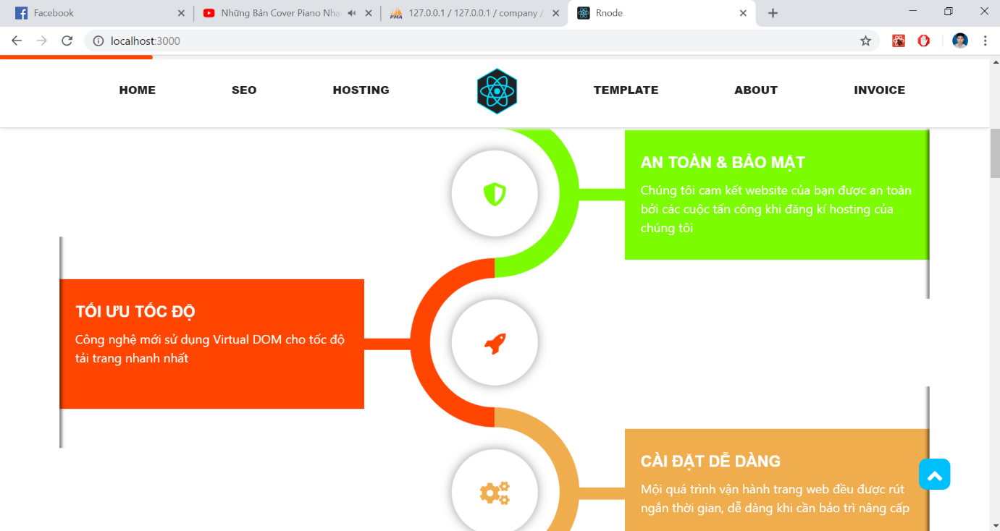 Facebook
Những Bản Cover Piano Nhạ
127.0.0.1 / 127.0.0.1 / company /
Rnode
localhost:3000
HOME
SEO
HOSTING
TEMPLATE
ABOUT
INVOICE
AN TOÀN & BẢO MẬT
Chúng tôi cam kết website của bạn được an toàn
bởi các cuộc tấn công khi đăng kí hosting của
chúng tôi
TỐI ƯU TỐC ĐỘ
Công nghệ mới sử dụng Virtual DOM cho tốc độ
tải trang nhanh nhất
CÀI ĐẶT DỄ DÀNG
Mội quá trình vận hành trang web đều được rút
ngắn thời gian, dễ dàng khi cần bảo trì nâng cấp